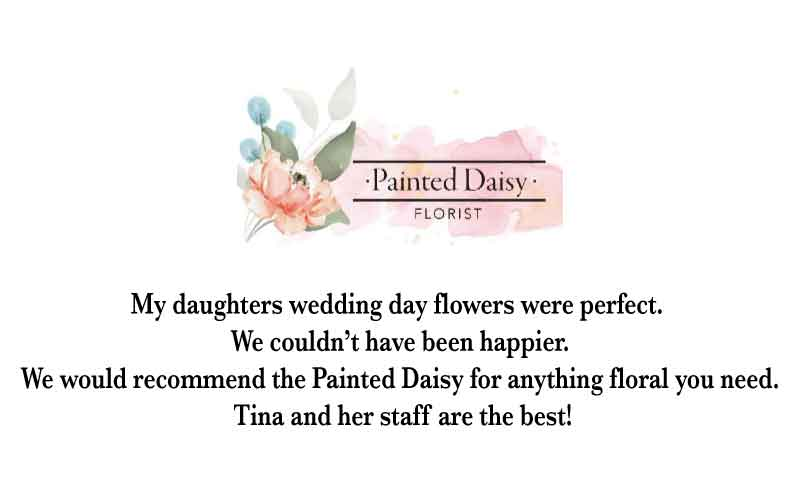 ·Painted Daisy·
FLORIST
My daughters wedding day flowers were perfect.
We couldn’t have been happier.
We would recommend the Painted Daisy for anything floral you need.
Tina and her staff are the best!